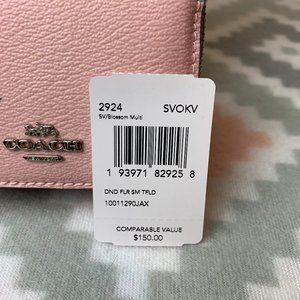 2924 SVOKV
SV/Blossom Multi
1 93971 82925 8
DND FLR SM TFLD
10011290JAX
COMPARABLE VALUE
$150.00
COACH